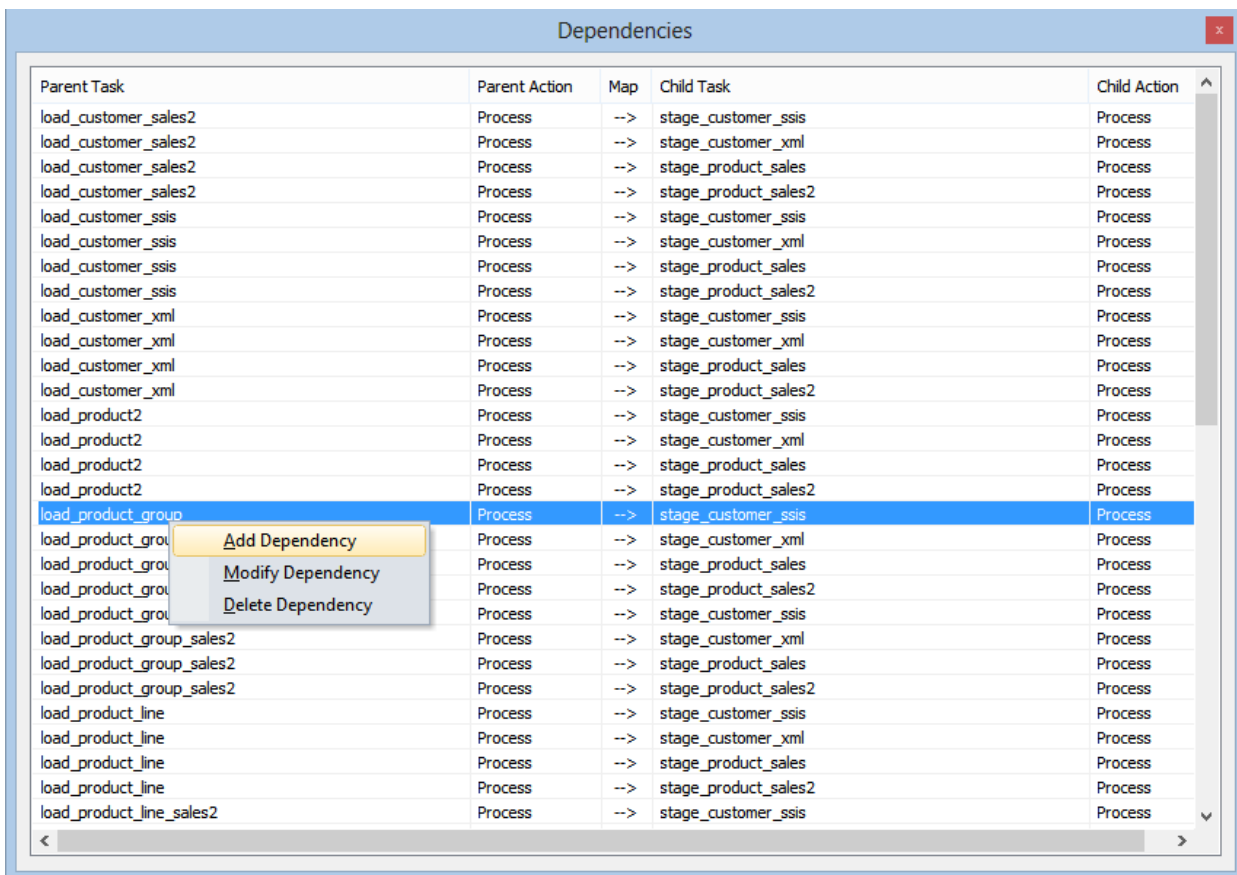 Dependencies
x
Parent Task Parent Action Map Child Task Child Action
load_customer_sales2 Process --> stage_customer_ssis Process
load_customer_sales2 Process --> stage_customer_xml Process
load_customer_sales2 Process --> stage_product_sales Process
load_customer_sales2 Process --> stage_product_sales2 Process
load_customer_ssis Process --> stage_customer_ssis Process
load_customer_ssis Process --> stage_customer_xml Process
load_customer_ssis Process --> stage_product_sales Process
load_customer_ssis Process --> stage_product_sales2 Process
load_customer_xml Process --> stage_customer_ssis Process
load_customer_xml Process --> stage_customer_xml Process
load_customer_xml Process --> stage_product_sales Process
load_customer_xml Process --> stage_product_sales2 Process
load_product2 Process --> stage_customer_ssis Process
load_product2 Process --> stage_customer_xml Process
load_product2 Process --> stage_product_sales Process
load_product2 Process --> stage_product_sales2 Process
load_product_group Process --> stage_customer_ssis Process
load_product_grou Process --> stage_customer_xml Process
Add Dependency
load_product_grou Process --> stage_product_sales Process
Modify Dependency
load_product_grou Process --> stage_product_sales2 Process
Delete Dependency
load_product_grou Process --> stage_customer_ssis Process
load_product_group_sales2 Process --> stage_customer_xml Process
load_product_group_sales2 Process --> stage_product_sales Process
load_product_group_sales2 Process --> stage_product_sales2 Process
load_product_line Process --> stage_customer_ssis Process
load_product_line Process --> stage_customer_xml Process
load_product_line Process --> stage_product_sales Process
load_product_line Process --> stage_product_sales2 Process
load_product_line_sales2 Process --> stage_customer_ssis Process